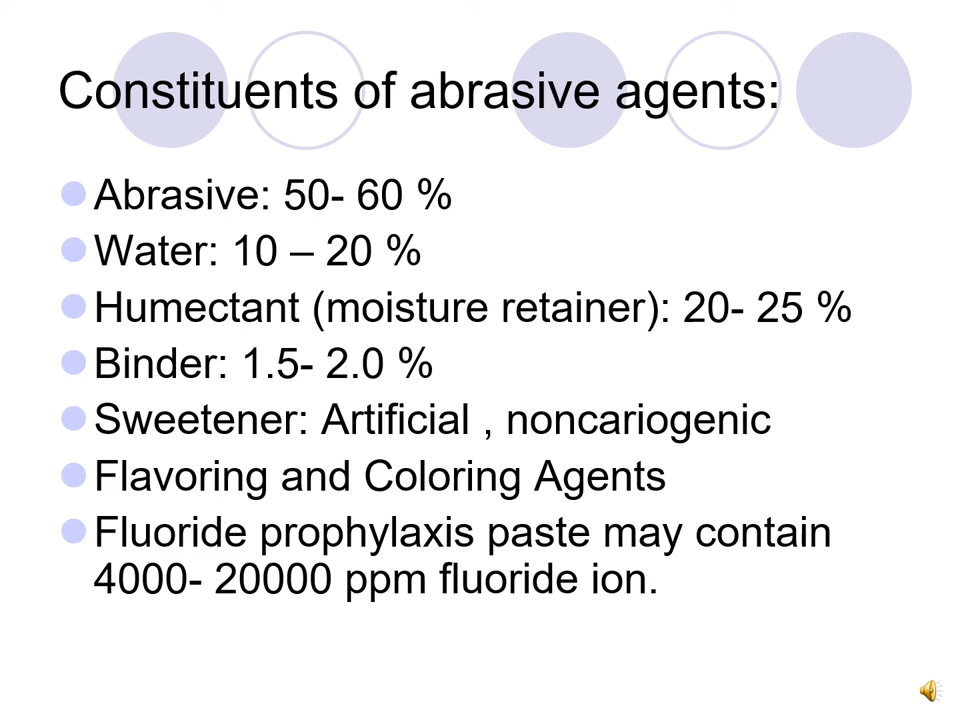 Constituents of abrasive agents:
Abrasive: 50- 60 %
Water: 10 – 20 %
Humectant (moisture retainer): 20- 25 %
Binder: 1.5- 2.0 %
Sweetener: Artificial , noncariogenic
Flavoring and Coloring Agents
Fluoride prophylaxis paste may contain
4000- 20000 ppm fluoride ion.